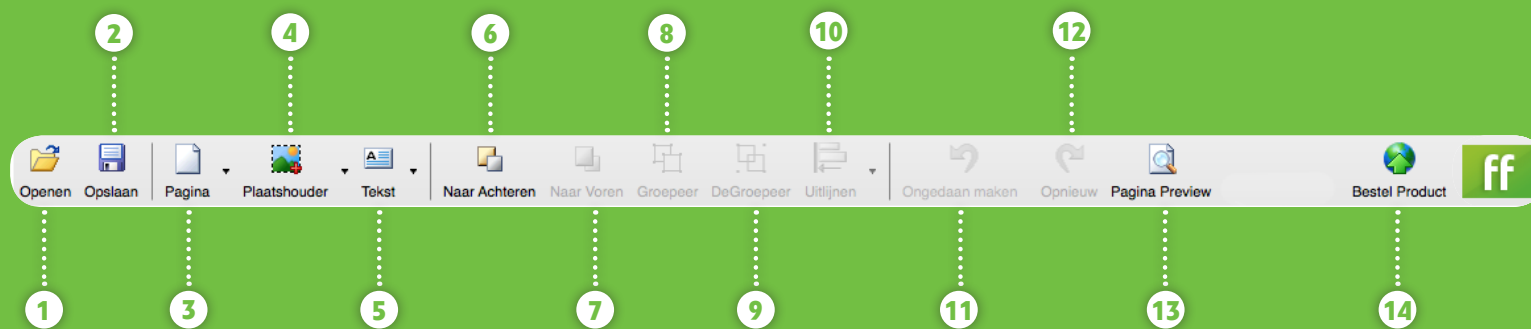 2 4 6 8 10 12
Openen Opslaan Pagina Plaatshouder Tekst Naar Achteren Naar Voren Groepeer DeGroepeer Uitlijnen Ongedaan maken Opnieuw Pagina Preview Bestel Product ff
1 3 5 7 9 11 13 14